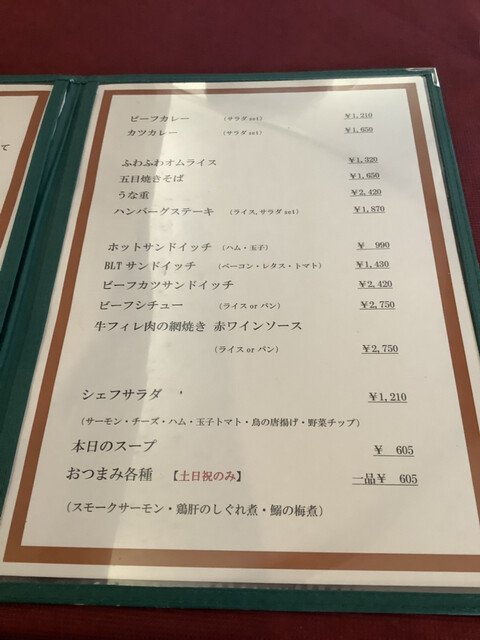 て
ビーフカレー （サラダ set） ￥1,210
カツカレー （サラダ set） ￥1,650
ふわふわオムライス ￥1,320
五目焼きそば ￥1,650
うな重 ￥2,420
ハンバーグステーキ （ライス,サラダ set） ￥1,870
ホットサンドイッチ （ハム・玉子） ￥ 990
BLT サンドイッチ （ベーコン・レタス・トマト） ￥1,430
ビーフカツサンドイッチ ￥2,420
ビーフシチュー （ライス or パン） ￥2,750
牛フィレ肉の網焼き 赤ワインソース
（ライス or パン） ￥2,750
シェフサラダ ’ ￥1,210
（サーモン・チーズ・ハム・玉子トマト・鳥の唐揚げ・野菜チップ）
本日のスープ ￥ 605
おつまみ各種 【土日祝のみ】 一品￥ 605
（スモークサーモン・鶏肝のしぐれ煮・鰯の梅煮）